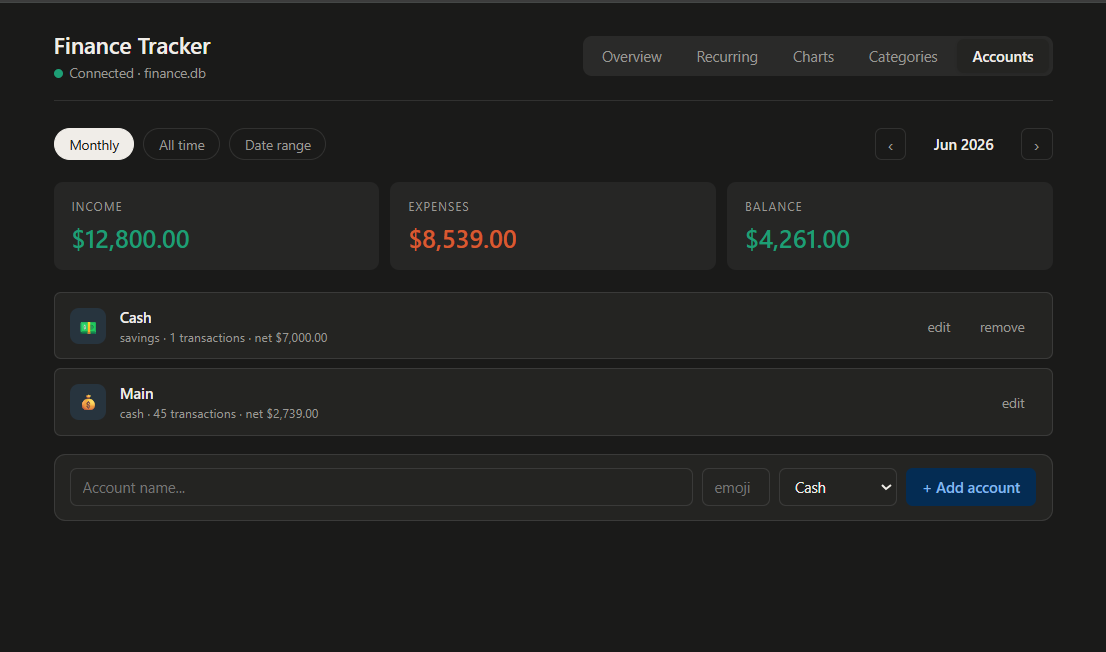 Finance Tracker
Connected · finance.db
Overview Recurring Charts Categories Accounts
Monthly All time Date range ‹ Jun 2026 ›
INCOME EXPENSES BALANCE
$12,800.00 $8,539.00 $4,261.00
Cash
savings · 1 transactions · net $7,000.00
edit remove
Main
cash · 45 transactions · net $2,739.00
edit
Account name... emoji Cash + Add account